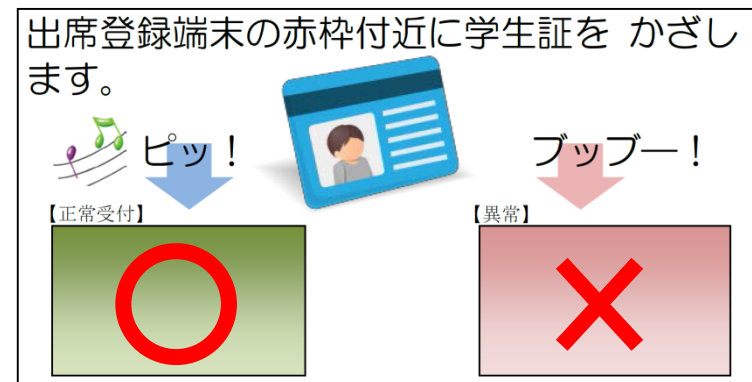 出席登録端末の赤枠付近に学生証を かざし
ます。
ピッ！
ブッブー！
【正常受付】
【異常】